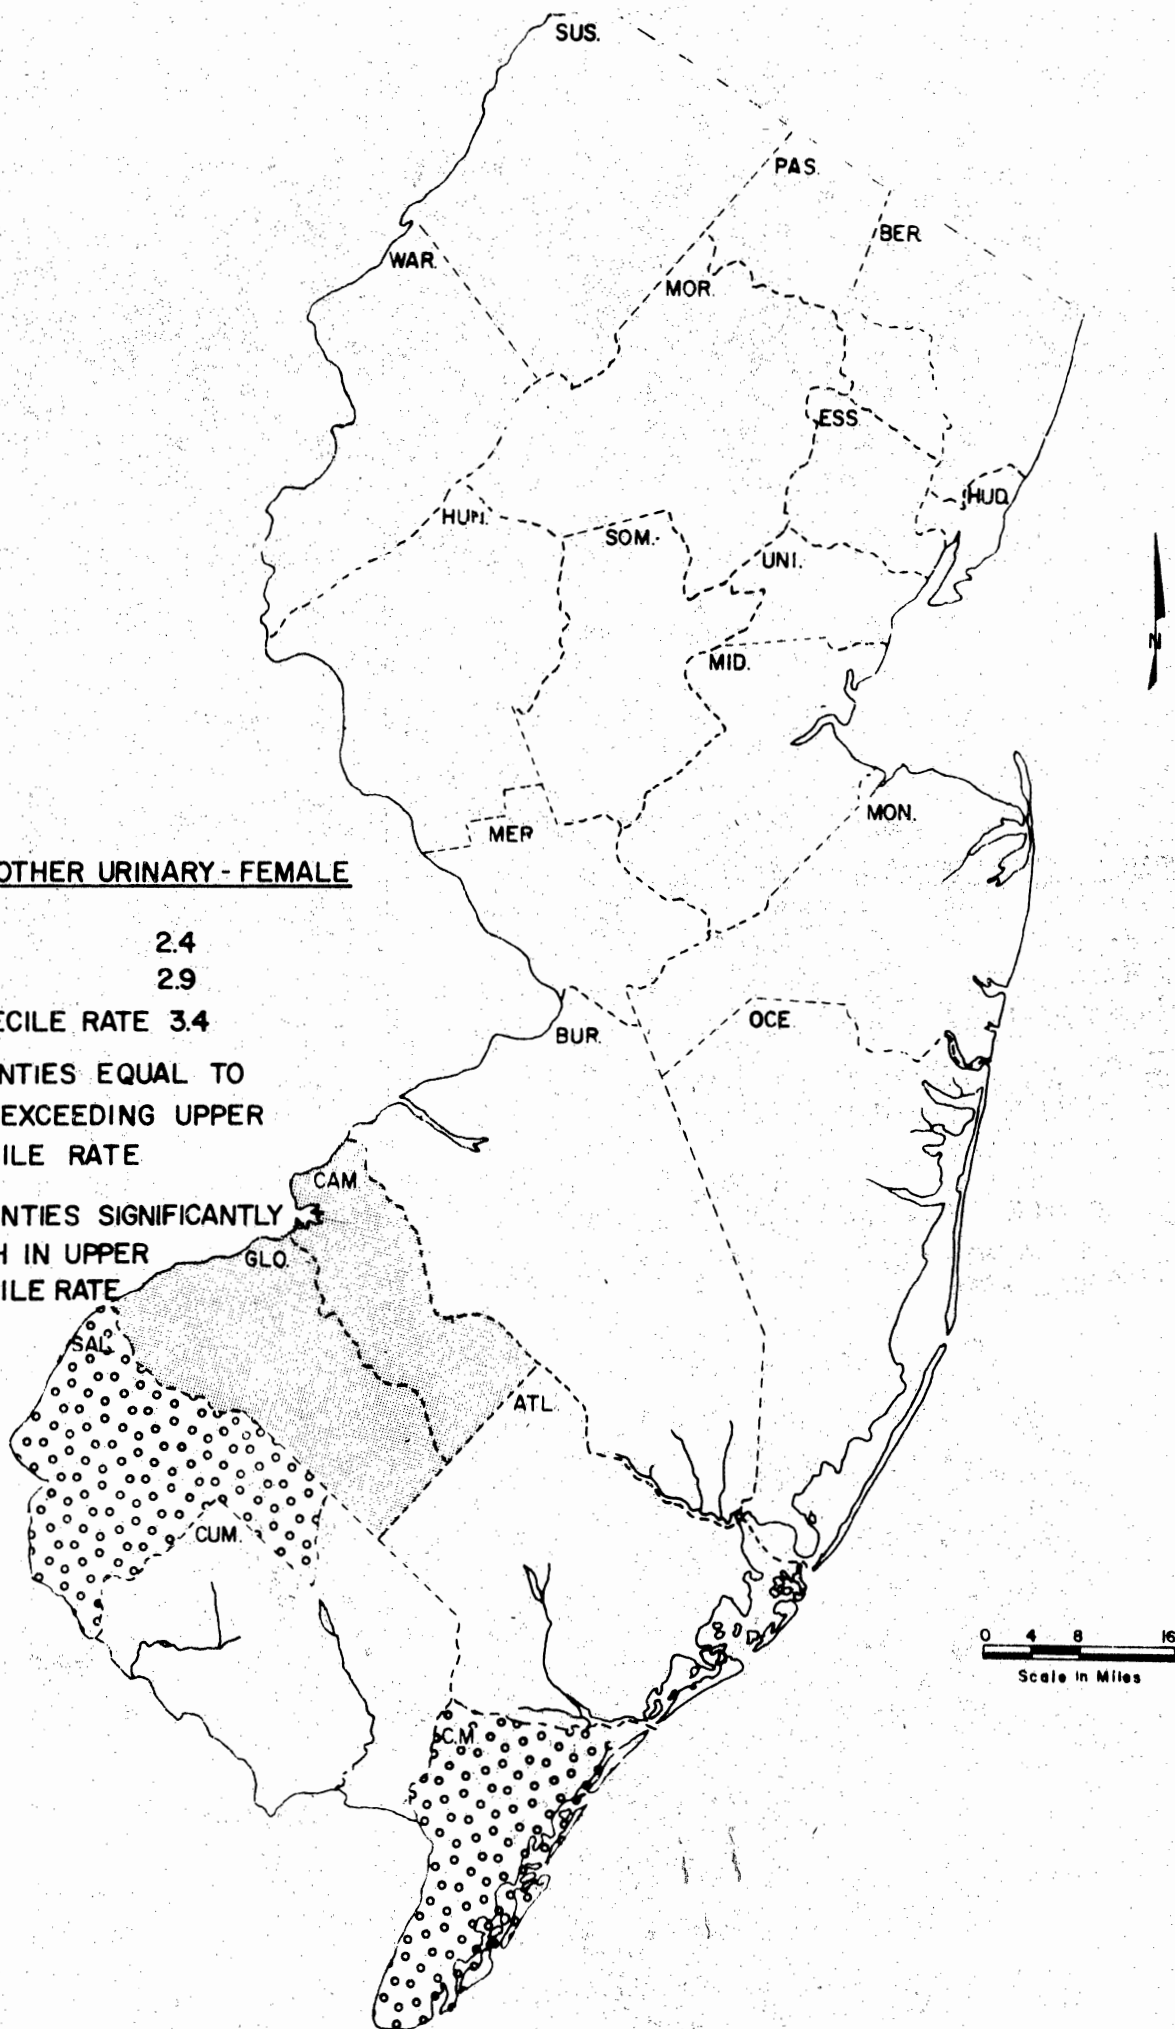 SUS.
PAS.
BER
WAR.
MOR.
ESS.
HUD.
HUN.
SOM.
UNI.
MID.
N
MON.
MER
OTHER URINARY - FEMALE
2.4
2.9
ECILE RATE 3.4
OCE
BUR.
NTIES EQUAL TO
EXCEEDING UPPER
ILE RATE
CAM
NTIES SIGNIFICANTLY
H IN UPPER
ILE RATE
GLO.
SAL.
ATL.
CUM.
0 4 8 16
Scale in Miles
C.M.